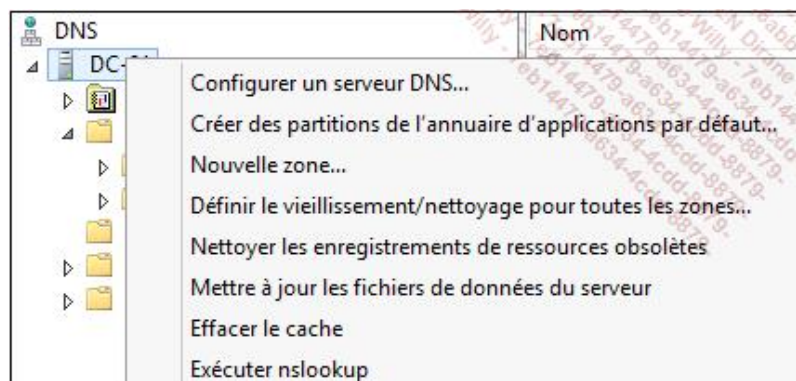 DNS
Nom
DC-
Configurer un serveur DNS...
Créer des partitions de l'annuaire d'applications par défaut...
Nouvelle zone...
Définir le vieillissement/nettoyage pour toutes les zones...
Nettoyer les enregistrements de ressources obsolètes
Mettre à jour les fichiers de données du serveur
Effacer le cache
Exécuter nslookup